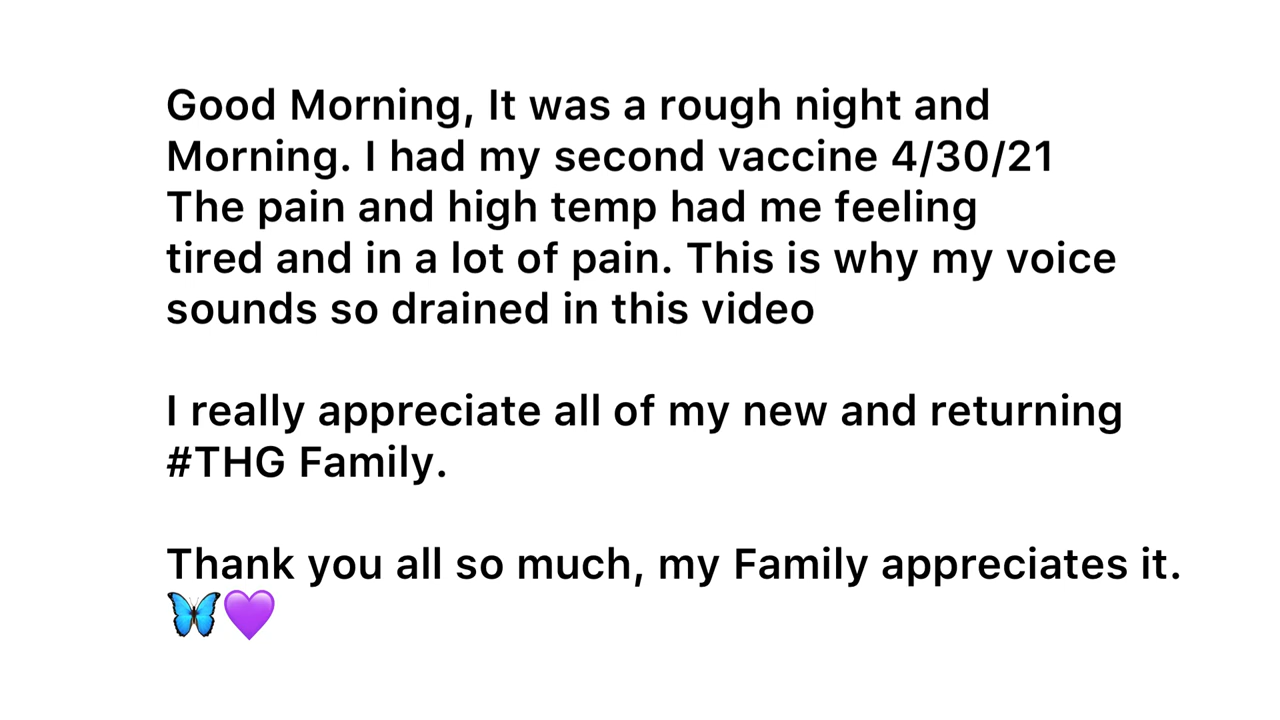 Good Morning, It was a rough night and
Morning. I had my second vaccine 4/30/21
The pain and high temp had me feeling
tired and in a lot of pain. This is why my voice
sounds so drained in this video
I really appreciate all of my new and returning
#THG Family.
Thank you all so much, my Family appreciates it.
🦋💜